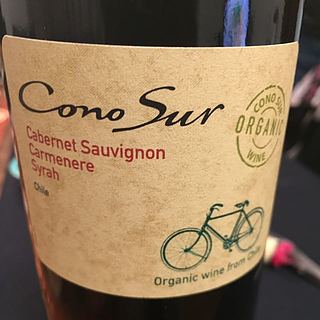 Cono Sur
Cabernet Sauvignon
Carmenere
Syrah
Chile
CONO SUR
ORGANIC
WINE
Organic wine from Chile